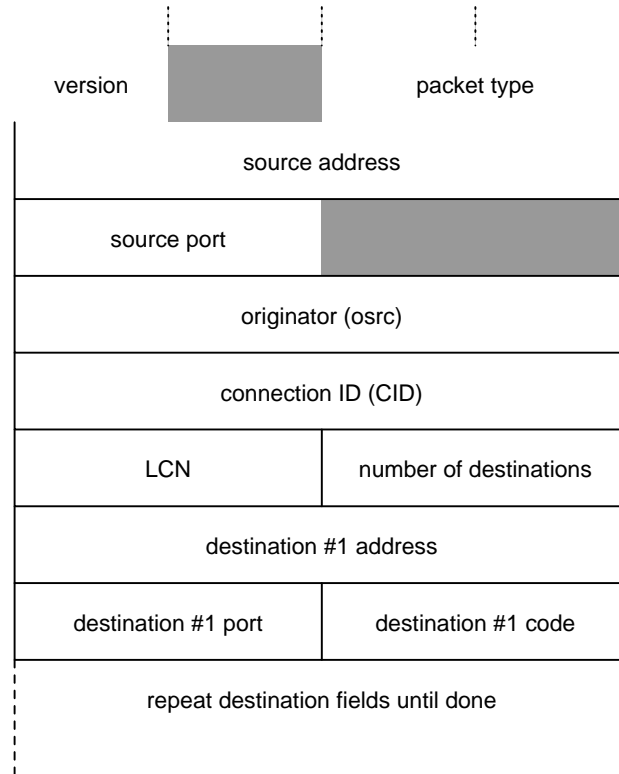 version
packet type
source address
source port
originator (osrc)
connection ID (CID)
LCN
number of destinations
destination #1 address
destination #1 port
destination #1 code
repeat destination fields until done